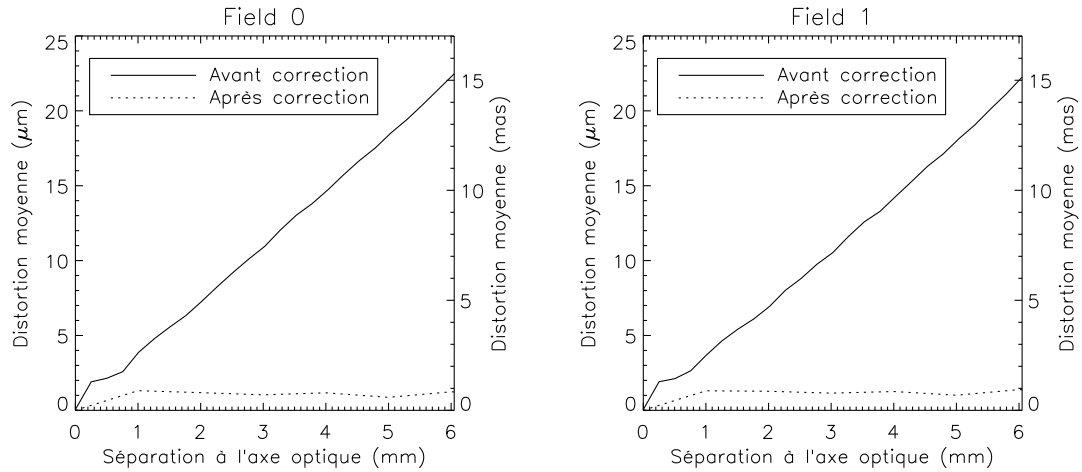 Field 0
Avant correction
Après correction
Distortion moyenne (μm)
25
20
15
10
5
0
Distortion moyenne (mas)
15
10
5
0
0 1 2 3 4 5 6
Séparation à l'axe optique (mm)
Field 1
Avant correction
Après correction
Distortion moyenne (μm)
25
20
15
10
5
0
Distortion moyenne (mas)
15
10
5
0
0 1 2 3 4 5 6
Séparation à l'axe optique (mm)